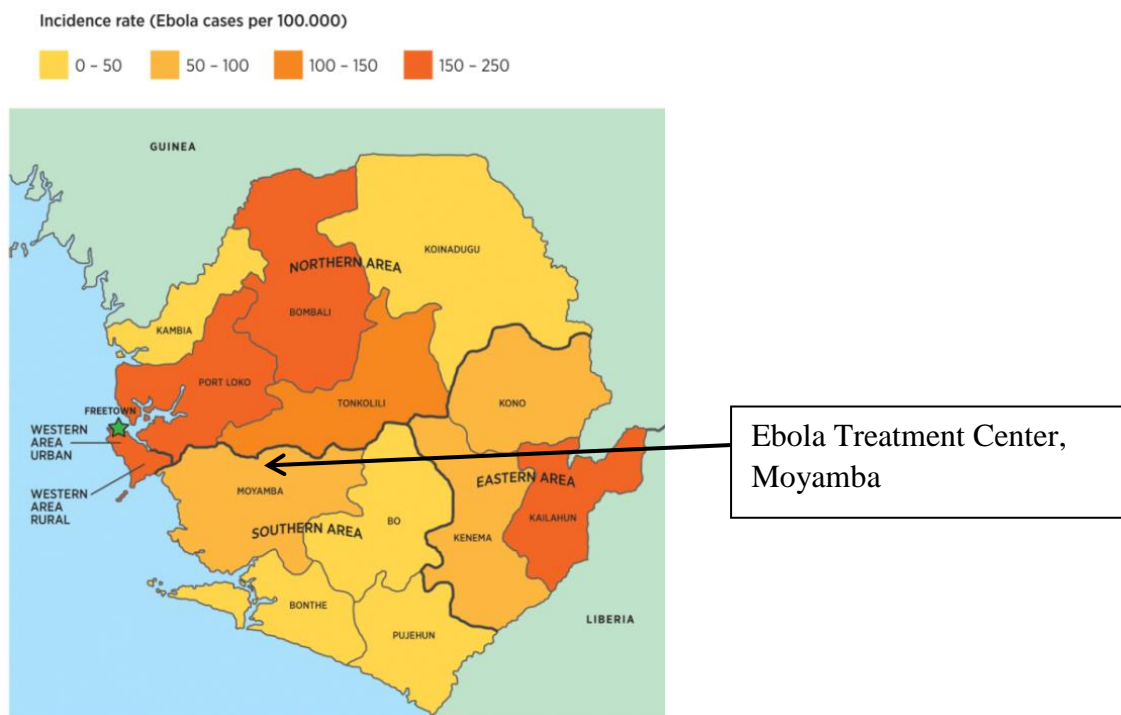 Incidence rate (Ebola cases per 100.000)
0 – 50
50 – 100
100 – 150
150 – 250
GUINEA
KOINADUGU
NORTHERN AREA
BOMBALI
KAMBIA
PORT LOKO
TONKOLILI
KONO
FREETOWN
WESTERN
AREA
URBAN
WESTERN
AREA
RURAL
MOYAMBA
EASTERN AREA
KAILAHUN
BO
SOUTHERN AREA
KENEMA
BONTHE
PUJEHUN
LIBERIA
Ebola Treatment Center,
Moyamba